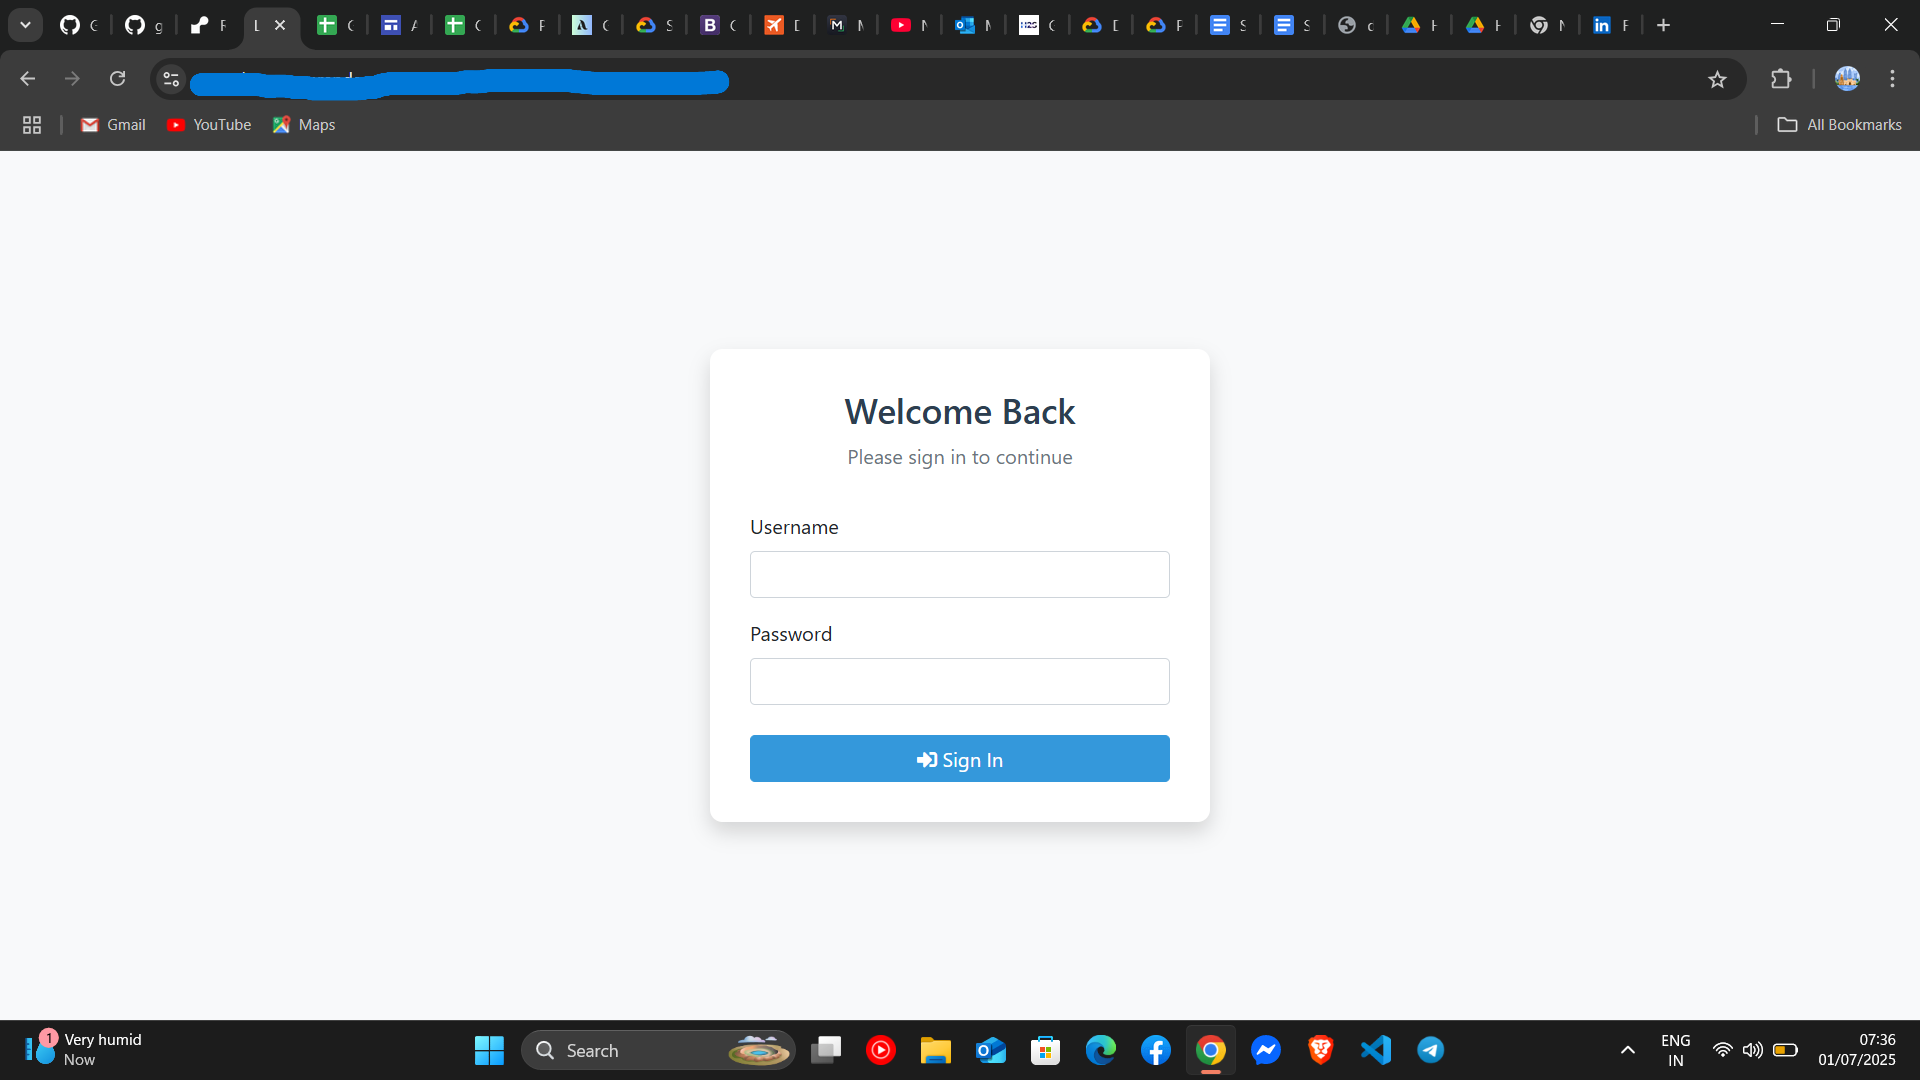 Gmail
YouTube
Maps
All Bookmarks
Welcome Back
Please sign in to continue
Username
Password
Sign In
1
Very humid
Now
Search
ENG
IN
07:36
01/07/2025